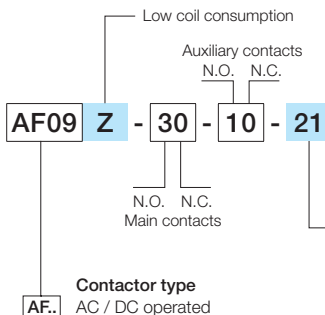 Low coil consumption
Auxiliary contacts
N.O. N.C.
AF09 Z - 30 - 10 - 21
N.O. N.C.
Main contacts
Contactor type
AF.. AC / DC operated